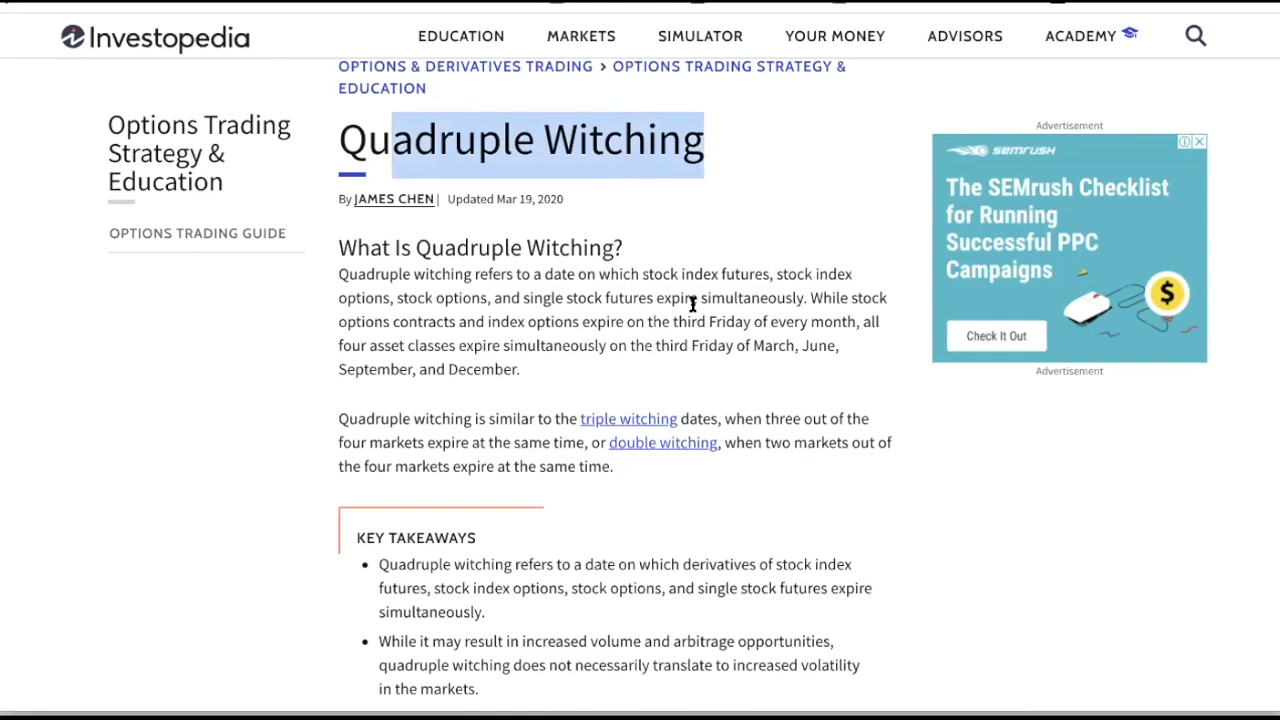 Investopedia
EDUCATION MARKETS SIMULATOR YOUR MONEY ADVISORS ACADEMY
OPTIONS & DERIVATIVES TRADING > OPTIONS TRADING STRATEGY &
EDUCATION
Options Trading
Strategy &
Education
OPTIONS TRADING GUIDE
Quadruple Witching
By JAMES CHEN | Updated Mar 19, 2020
What Is Quadruple Witching?
Quadruple witching refers to a date on which stock index futures, stock index
options, stock options, and single stock futures expire simultaneously. While stock
options contracts and index options expire on the third Friday of every month, all
four asset classes expire simultaneously on the third Friday of March, June,
September, and December.
Quadruple witching is similar to the triple witching dates, when three out of the
four markets expire at the same time, or double witching, when two markets out of
the four markets expire at the same time.
KEY TAKEAWAYS
• Quadruple witching refers to a date on which derivatives of stock index
futures, stock index options, stock options, and single stock futures expire
simultaneously.
• While it may result in increased volume and arbitrage opportunities,
quadruple witching does not necessarily translate to increased volatility
in the markets.
Advertisement
semrush
The SEMrush Checklist
for Running
Successful PPC
Campaigns
$
Check It Out
Advertisement